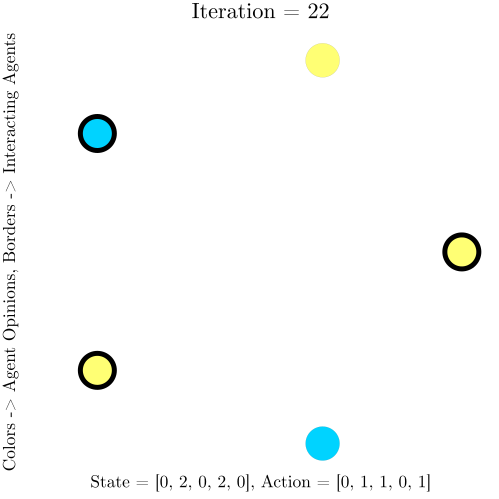 Iteration = 22
Colors -> Agent Opinions, Borders -> Interacting Agents
State = [0, 2, 0, 2, 0], Action = [0, 1, 1, 0, 1]